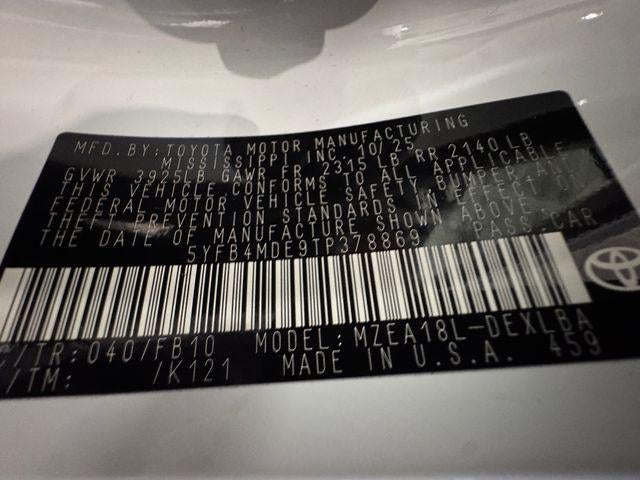 MFD.BY:TOYOTA MOTOR MANUFACTURING
MISSISSIPPI INC. 10/25
GVWR 3925LB GAWR FR 2315 LB RR 2140 LB
THIS VEHICLE CONFORMS TO ALL APPLICABLE
FEDERAL MOTOR VEHICLE SAFETY, BUMPER, AND
THEFT PREVENTION STANDARDS IN EFFECT ON
THE DATE OF MANUFACTURE SHOWN ABOVE.
5YFB4MDE9TP378869 PASS.CAR
/TR: 040/FB10 MODEL: MZEA18L-DEXLBA
/TM: /K121 MADE IN U.S.A. 459